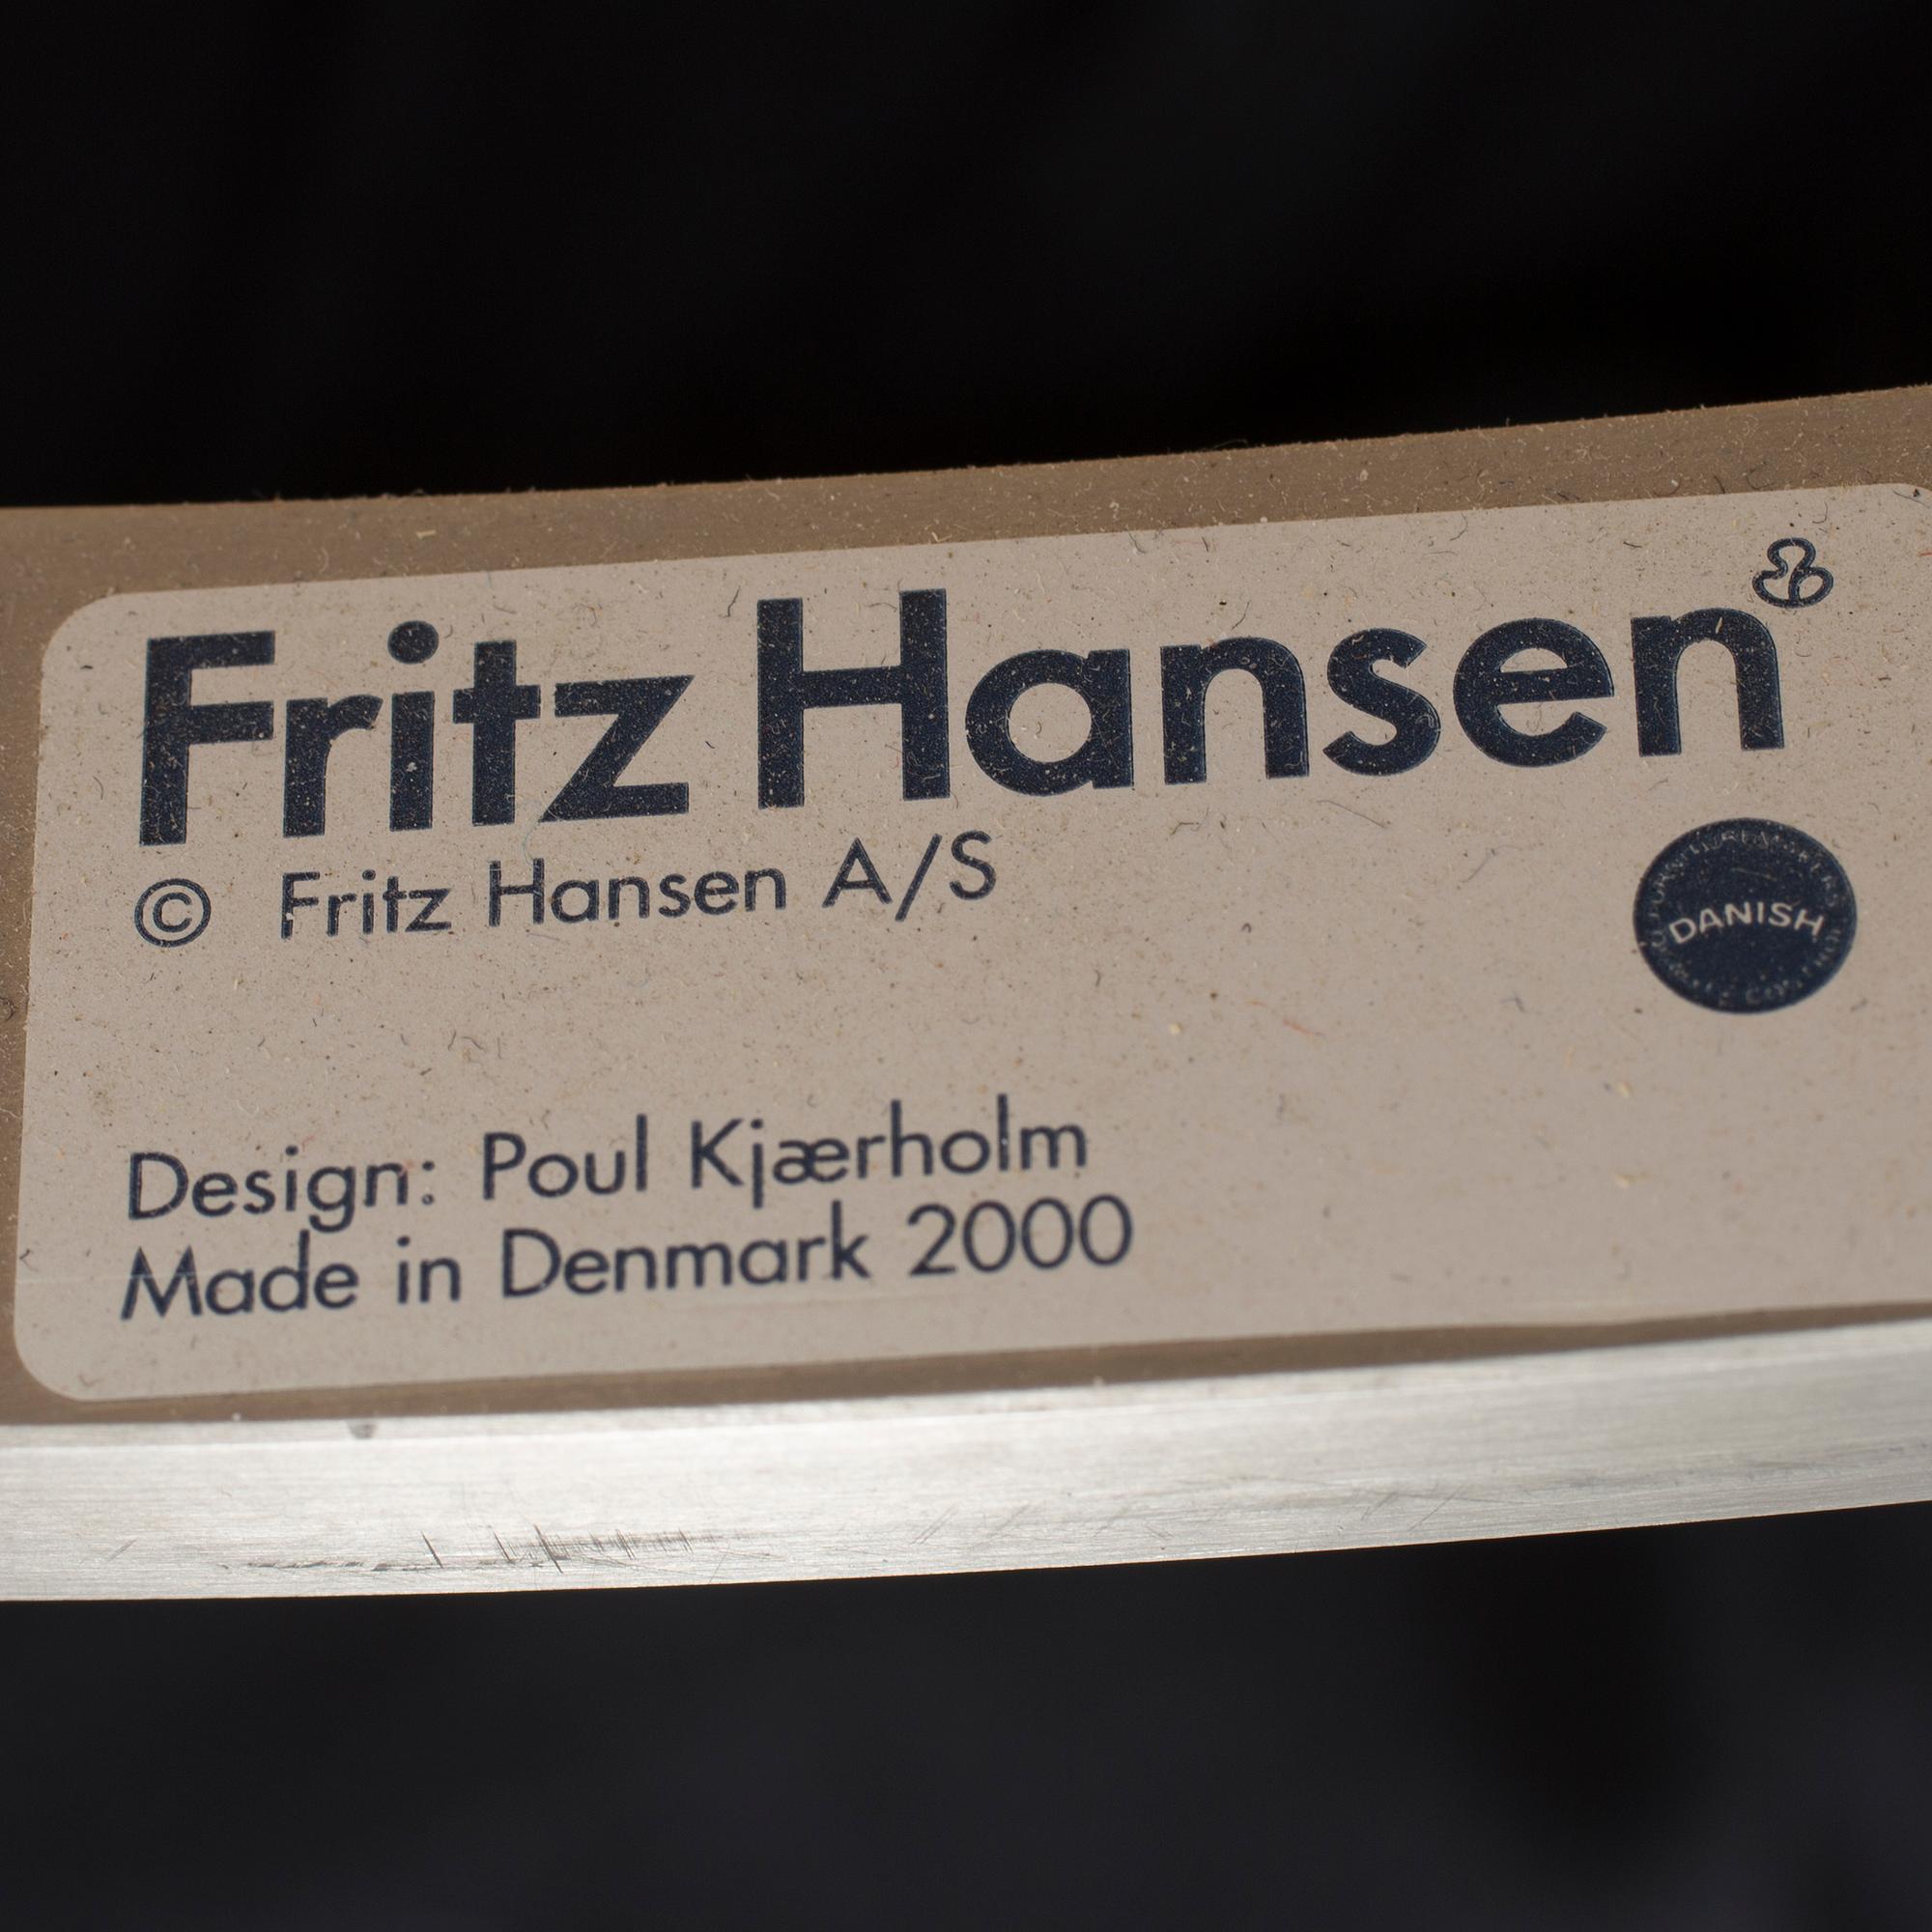 Fritz Hansen
© Fritz Hansen A/S
DANISH
Design: Poul Kjærholm
Made in Denmark 2000